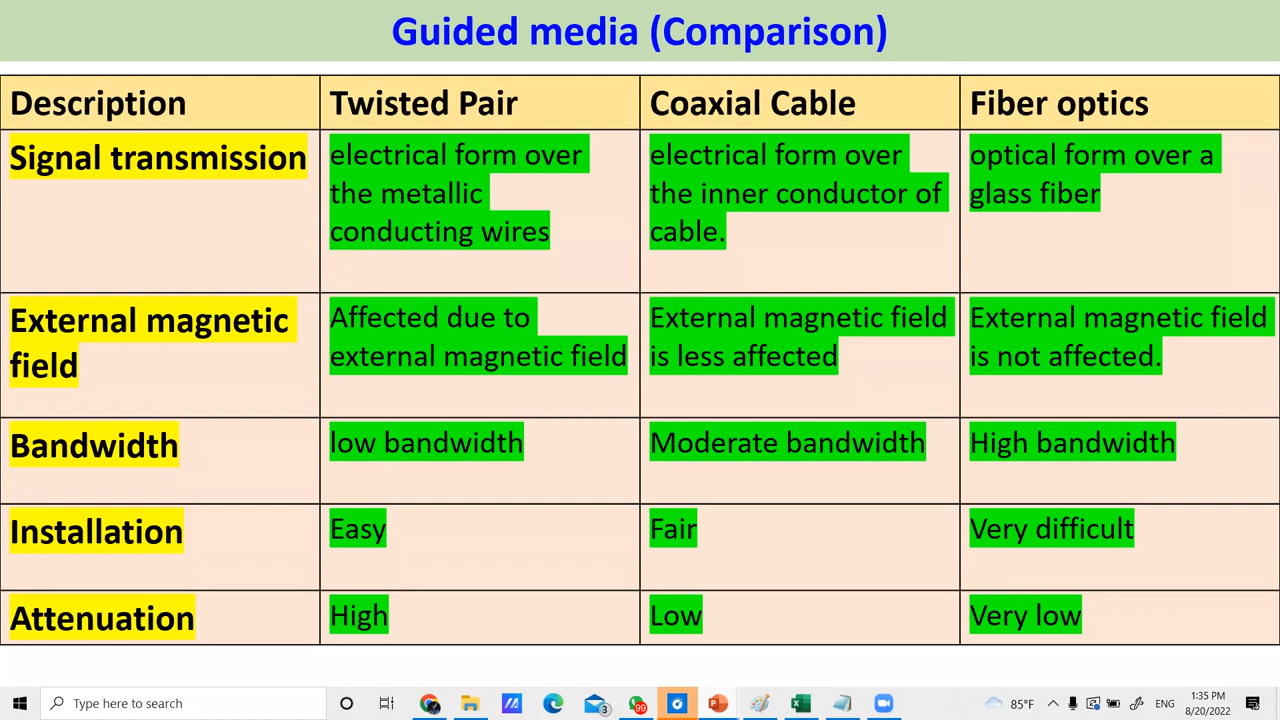 Guided media (Comparison)
Description
Twisted Pair
Coaxial Cable
Fiber optics
Signal transmission
electrical form over
the metallic
conducting wires
electrical form over
the inner conductor of
cable.
optical form over a
glass fiber
External magnetic
field
Affected due to
external magnetic field
External magnetic field
is less affected
External magnetic field
is not affected.
Bandwidth
low bandwidth
Moderate bandwidth
High bandwidth
Installation
Easy
Fair
Very difficult
Attenuation
High
Low
Very low
Type here to search
3
99
85°F
ENG
1:35 PM
8/20/2022